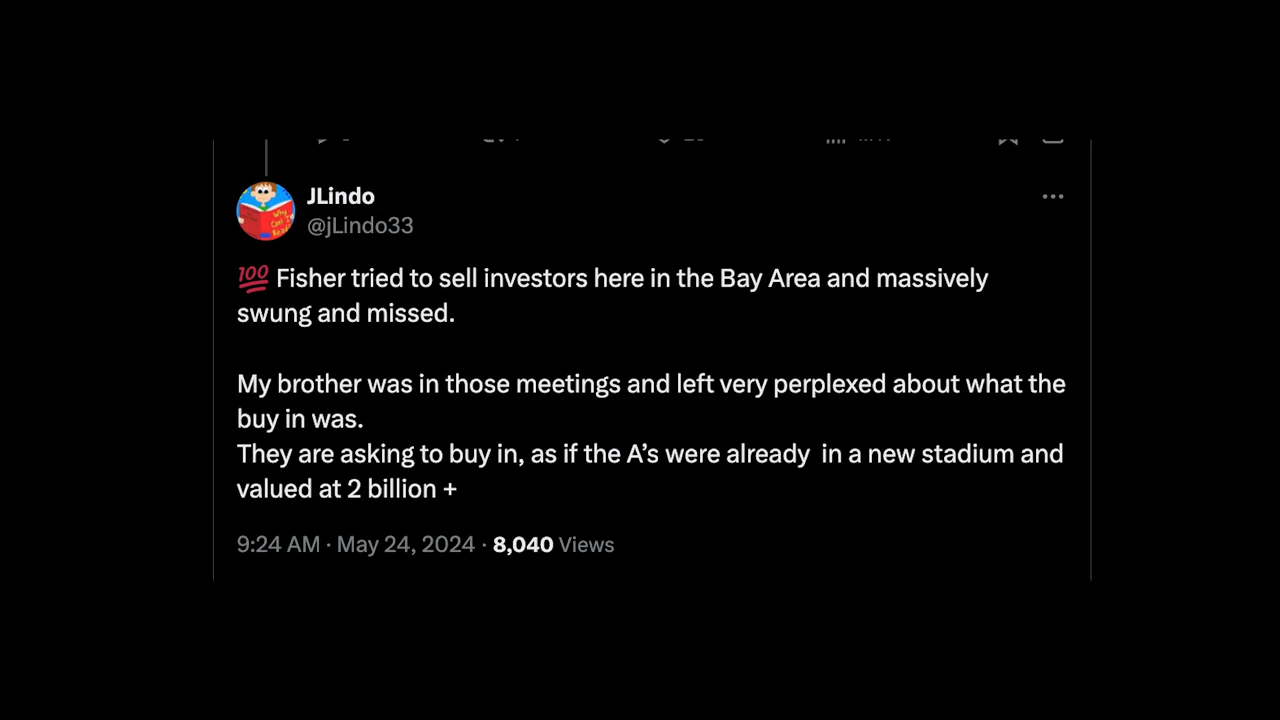 JLindo
@jLindo33
💯 Fisher tried to sell investors here in the Bay Area and massively
swung and missed.
My brother was in those meetings and left very perplexed about what the
buy in was.
They are asking to buy in, as if the A’s were already  in a new stadium and
valued at 2 billion +
9:24 AM · May 24, 2024 · 8,040 Views